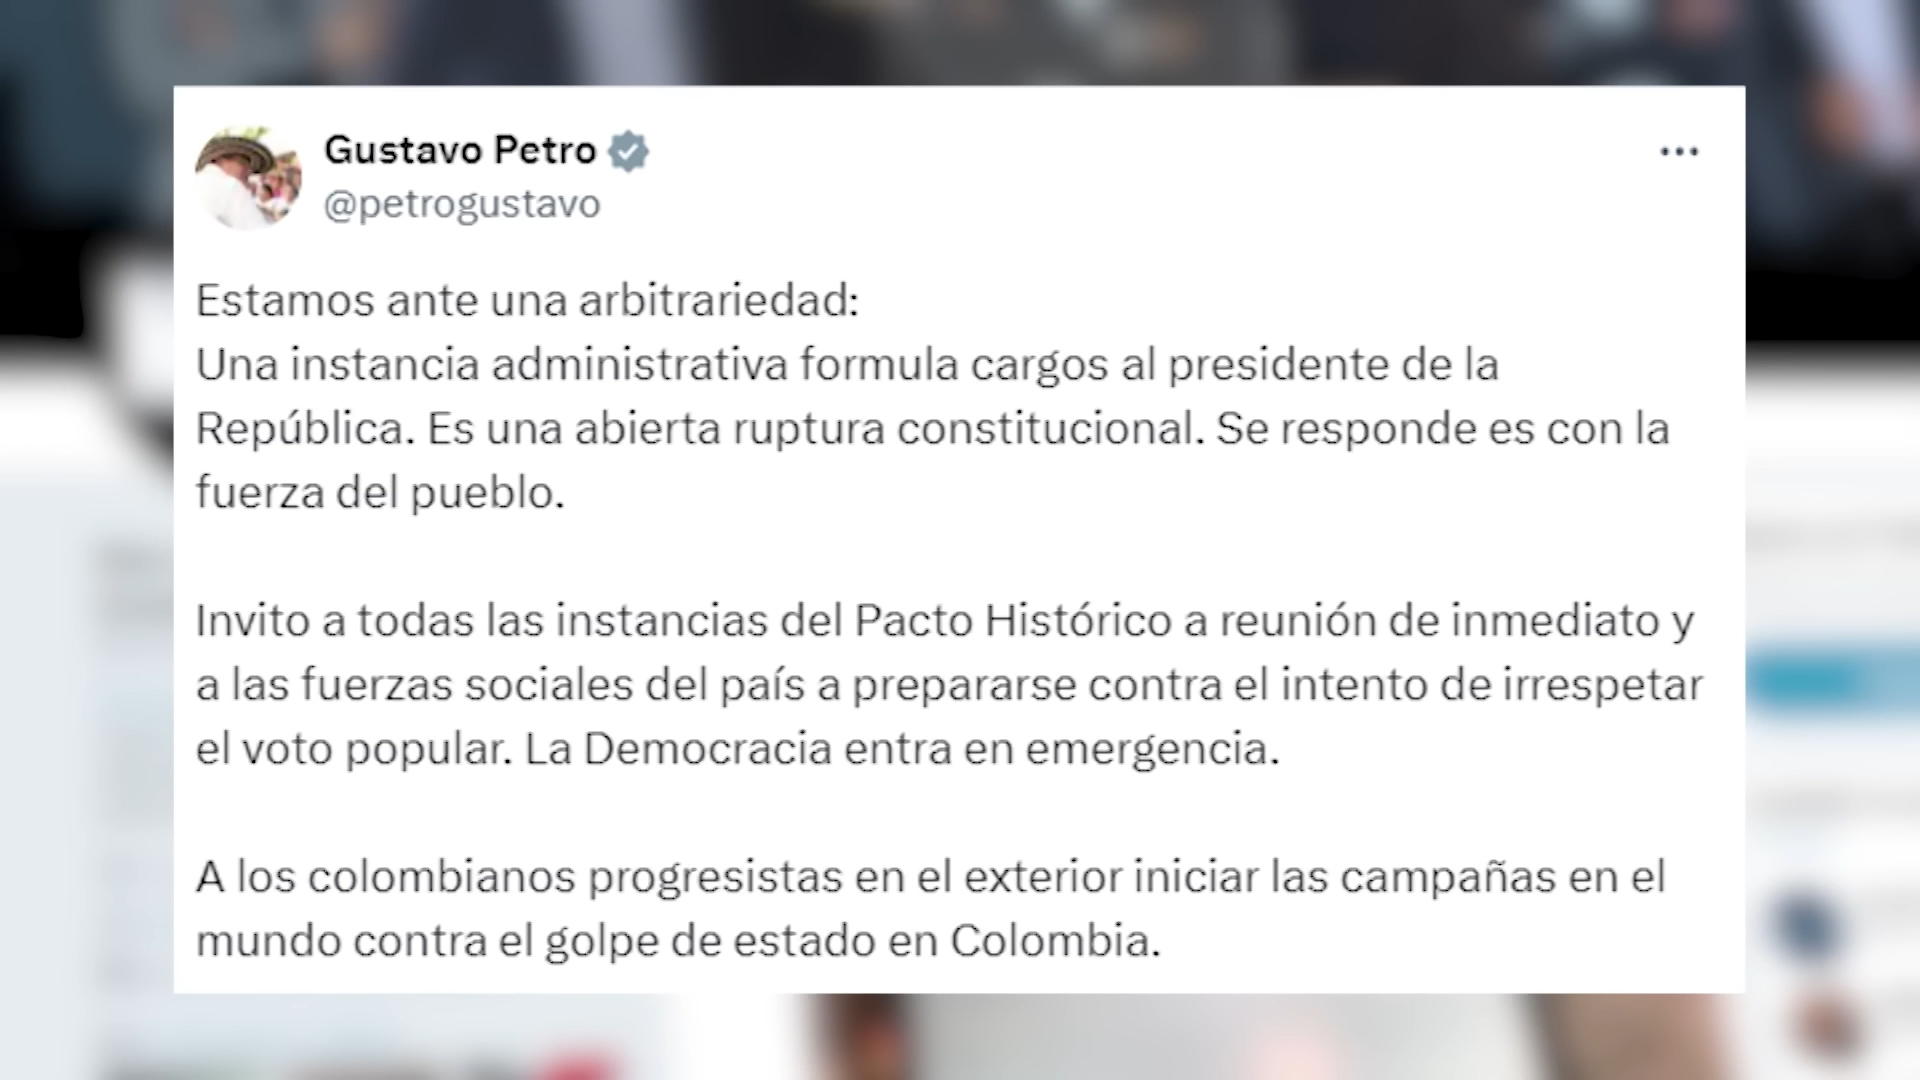 Gustavo Petro
@petrogustavo
Estamos ante una arbitrariedad:
Una instancia administrativa formula cargos al presidente de la
República. Es una abierta ruptura constitucional. Se responde es con la
fuerza del pueblo.
Invito a todas las instancias del Pacto Histórico a reunión de inmediato y
a las fuerzas sociales del país a prepararse contra el intento de irrespetar
el voto popular. La Democracia entra en emergencia.
A los colombianos progresistas en el exterior iniciar las campañas en el
mundo contra el golpe de estado en Colombia.